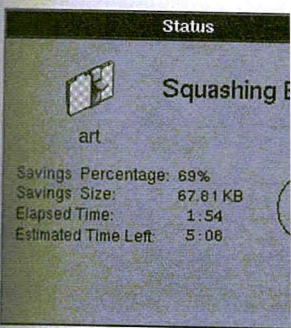 Status
Squashing
art
Savings Percentage: 69%
Savings Size: 67.81 KB
Elapsed Time: 1:54
Estimated Time Left: 5:08